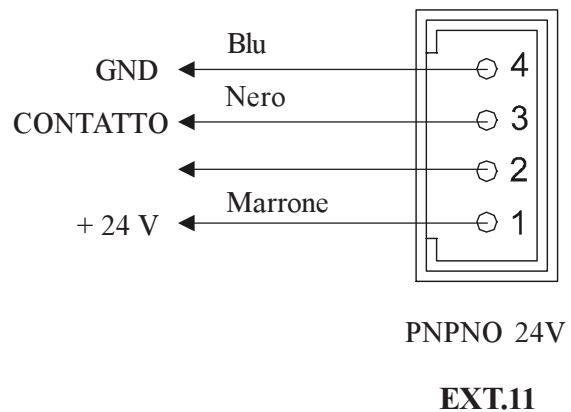 Blu
GND 4
Nero
CONTATTO 3
2
Marrone
+ 24 V 1
PNPNO 24V
EXT.11